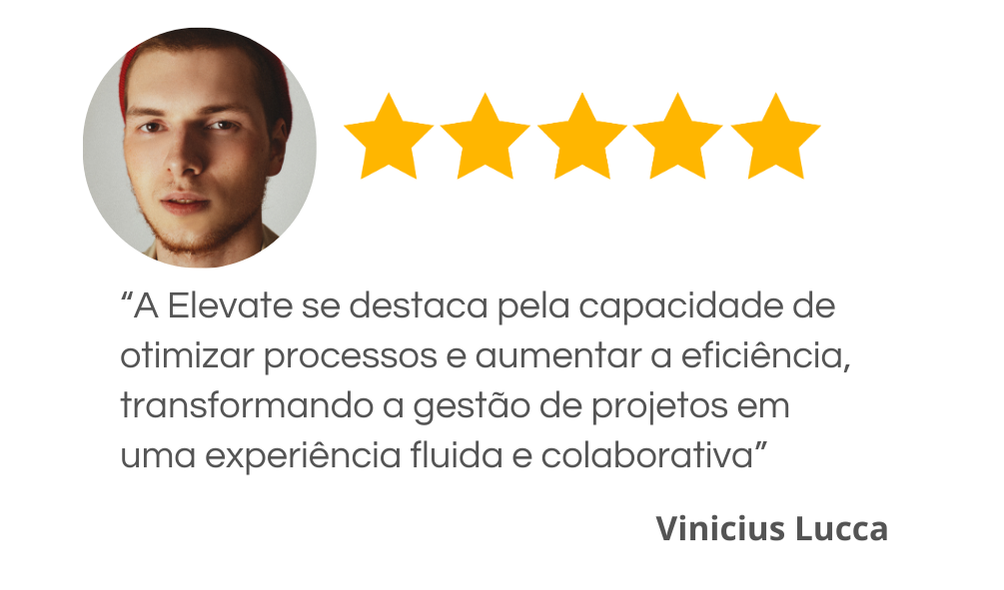 “A Elevate se destaca pela capacidade de
otimizar processos e aumentar a eficiência,
transformando a gestão de projetos em
uma experiência fluida e colaborativa”
Vinicius Lucca